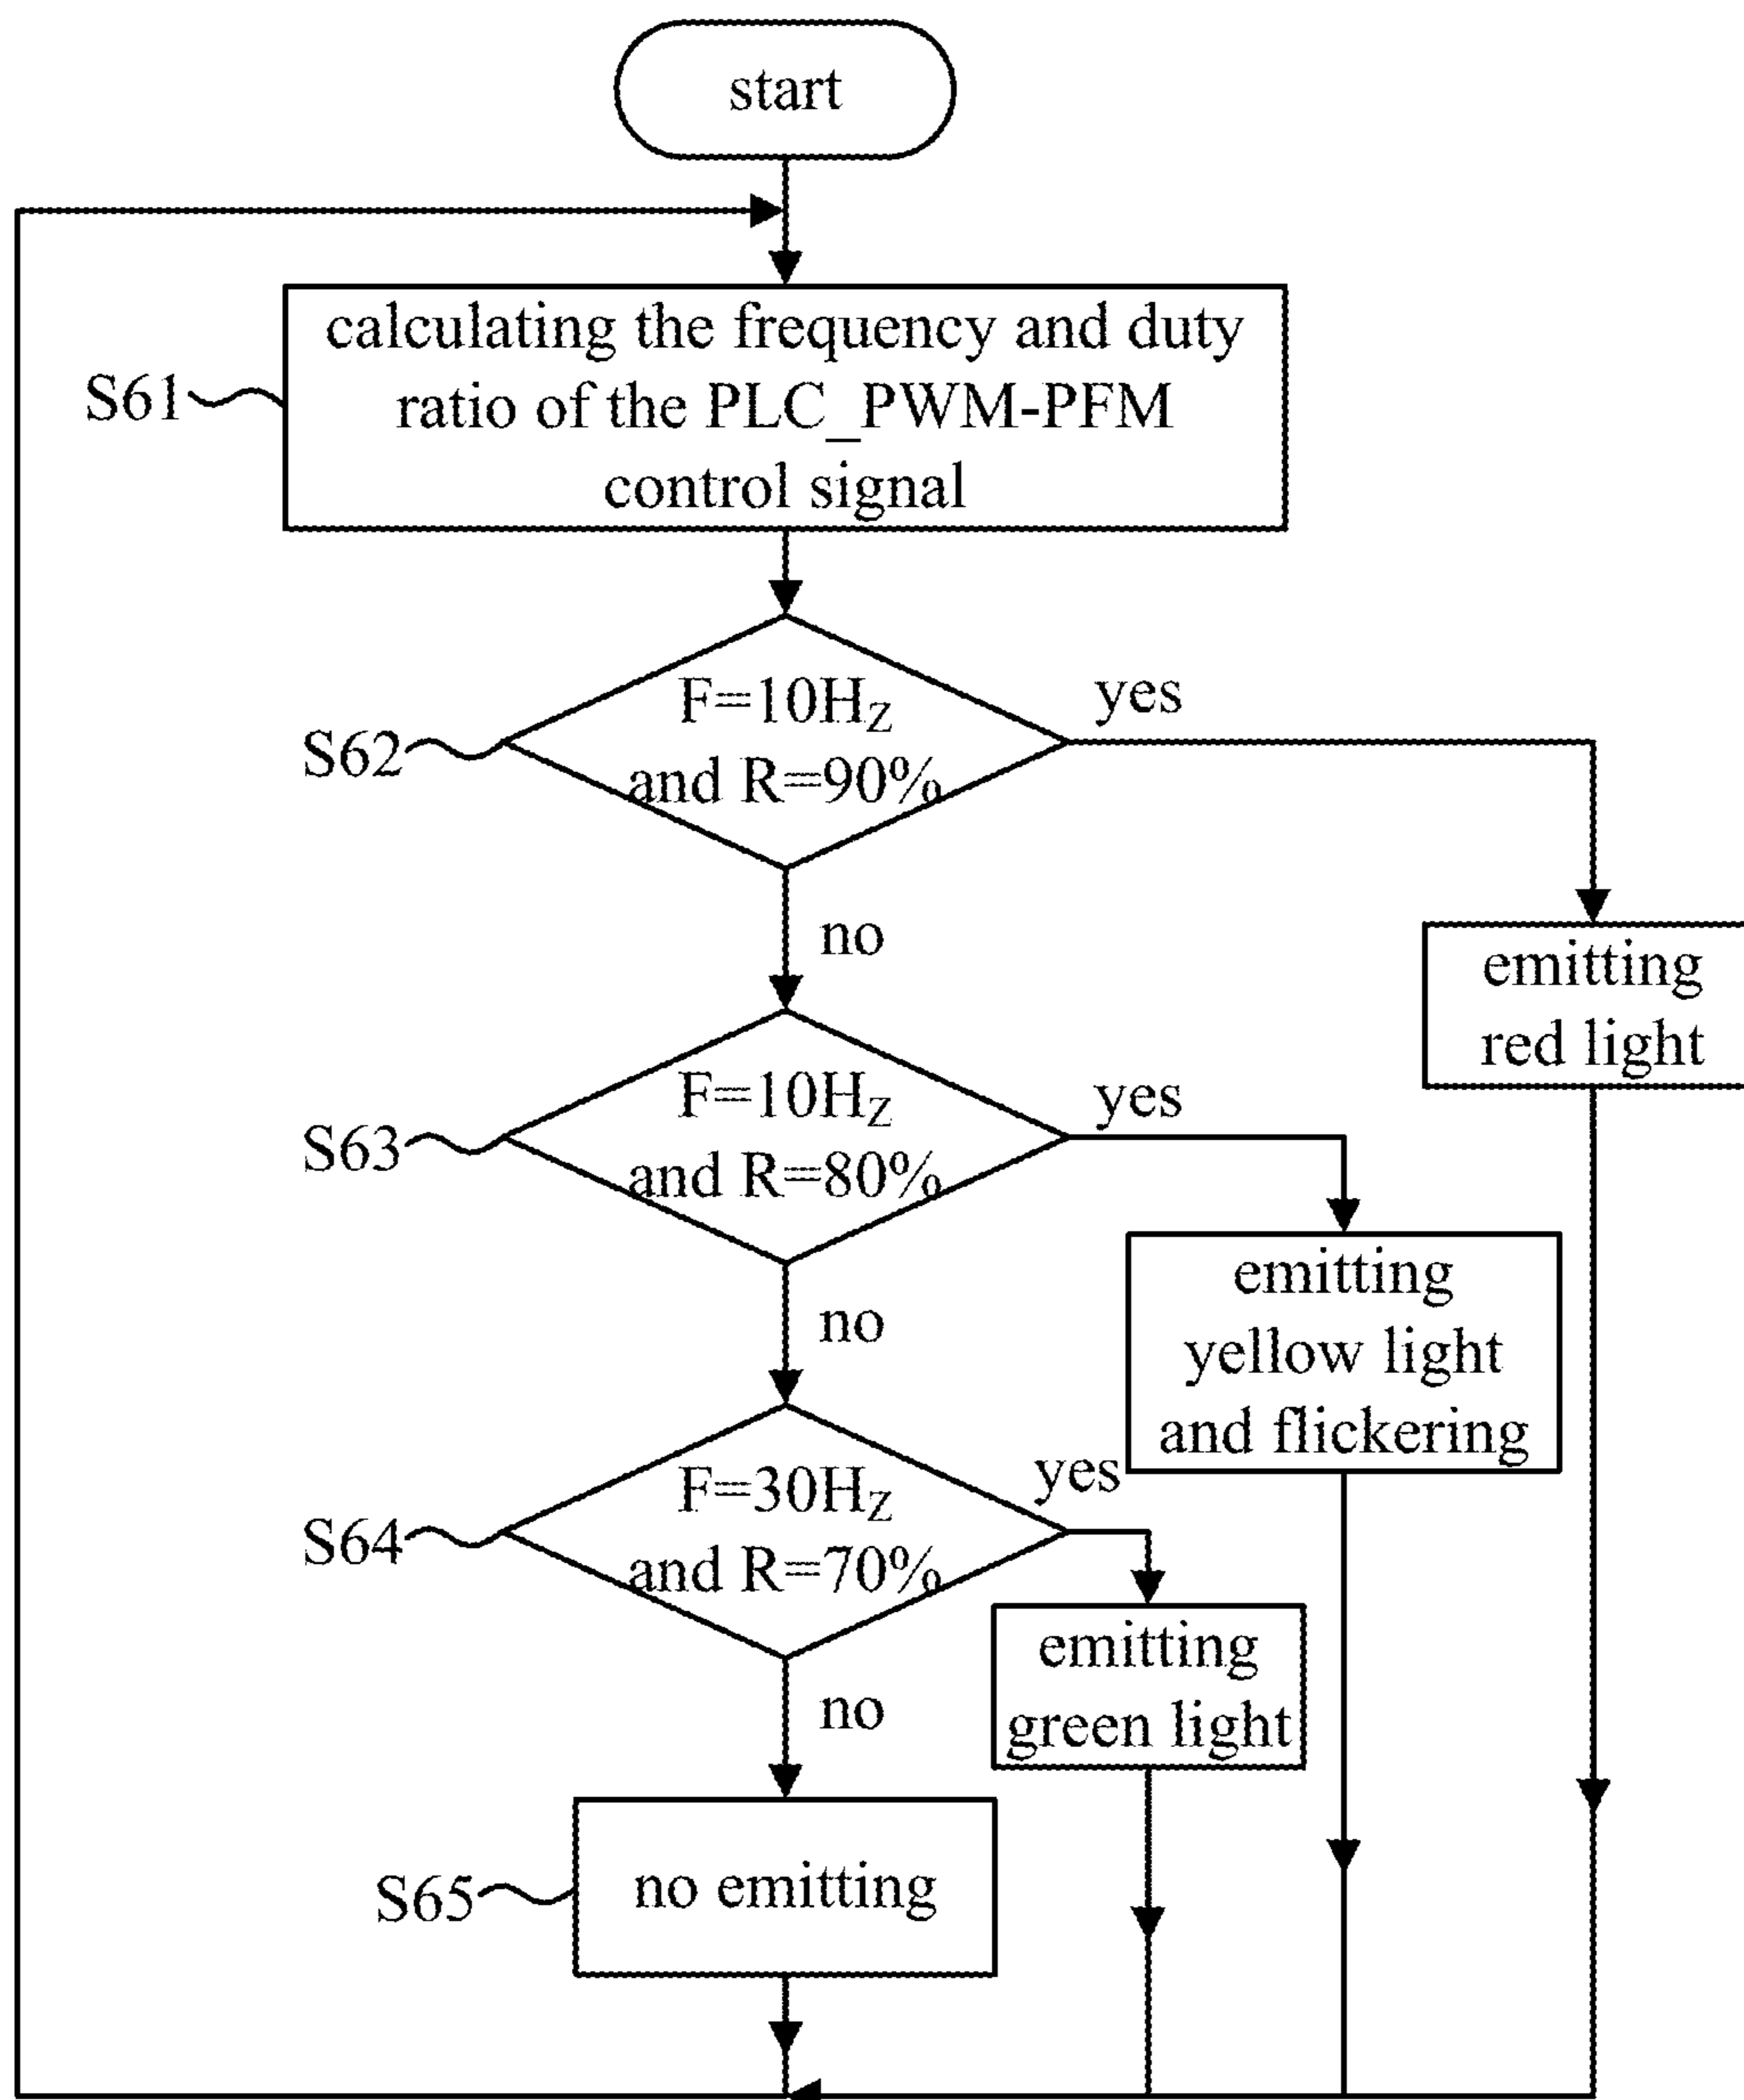 start
calculating the frequency and duty
ratio of the PLC_PWM-PFM
control signal
S61
F=10HZ
and R=90%
S62
yes
no
emitting
red light
F=10HZ
and R=80%
S63
yes
no
emitting
yellow light
and flickering
F=30HZ
and R=70%
S64
yes
no
emitting
green light
no emitting
S65